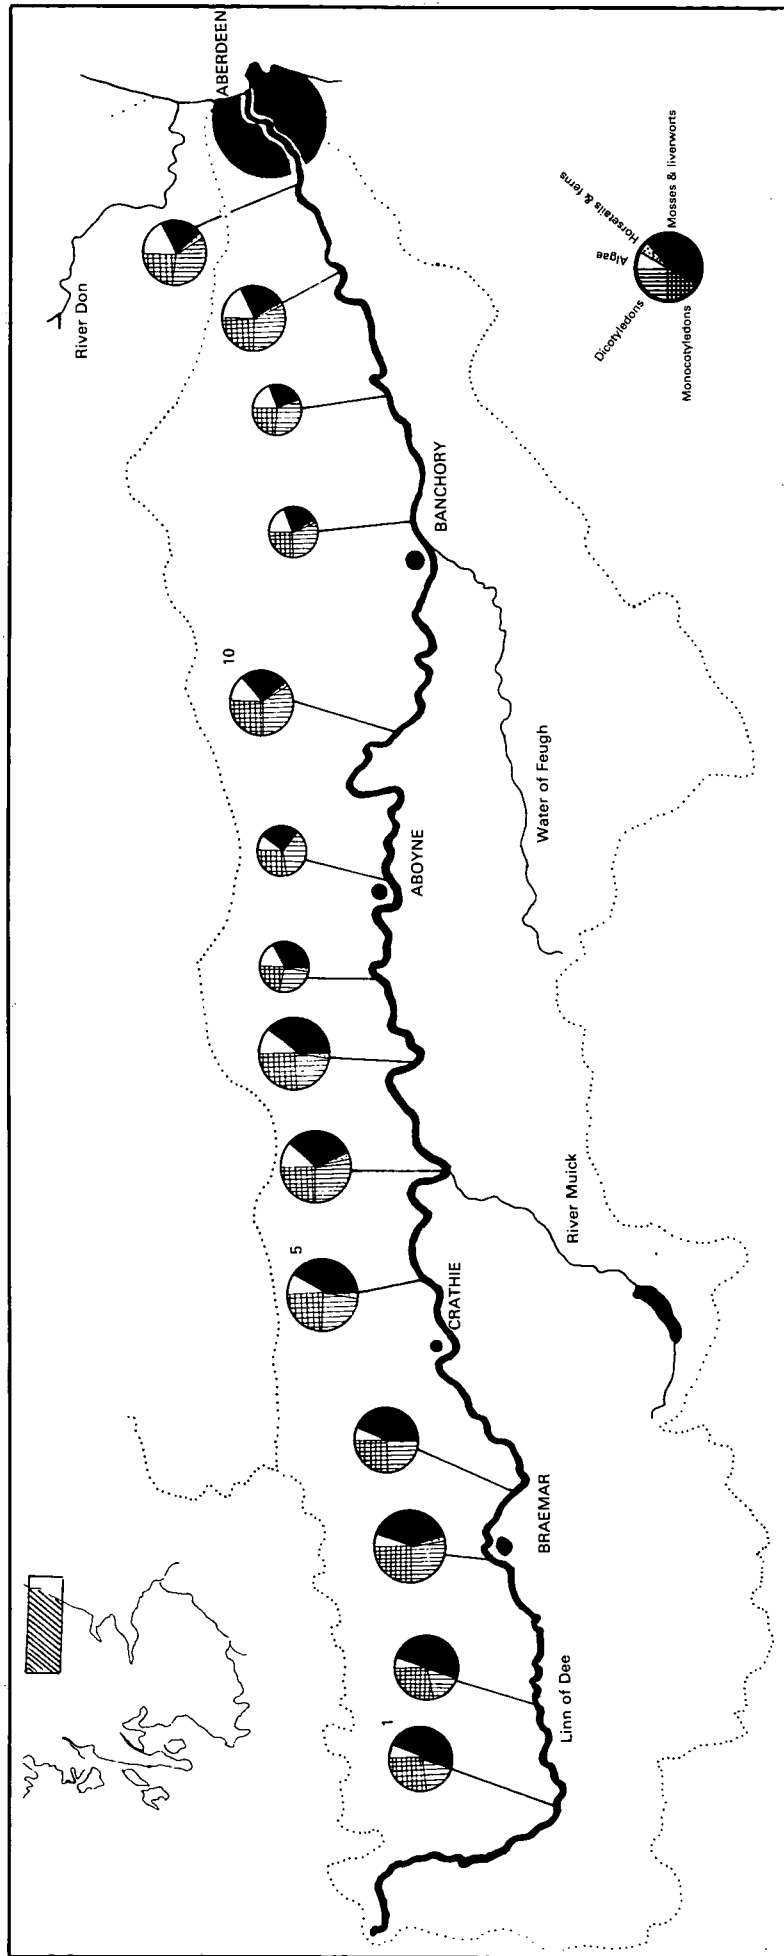 ABERDEEN
River Don
Horsetails & ferns
Algae
Mosses & liverworts
Dicotyledons
Monocotyledons
BANCHORY
10
Water of Feugh
ABOYNE
River Muick
5
CRATHIE
BRAEMAR
Linn of Dee
1